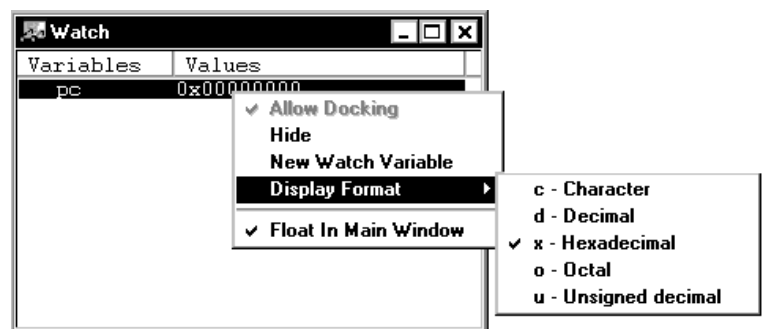 Watch
Variables Values
pc 0x00000000
Allow Docking
Hide
New Watch Variable
Display Format
Float In Main Window
c - Character
d - Decimal
x - Hexadecimal
o - Octal
u - Unsigned decimal